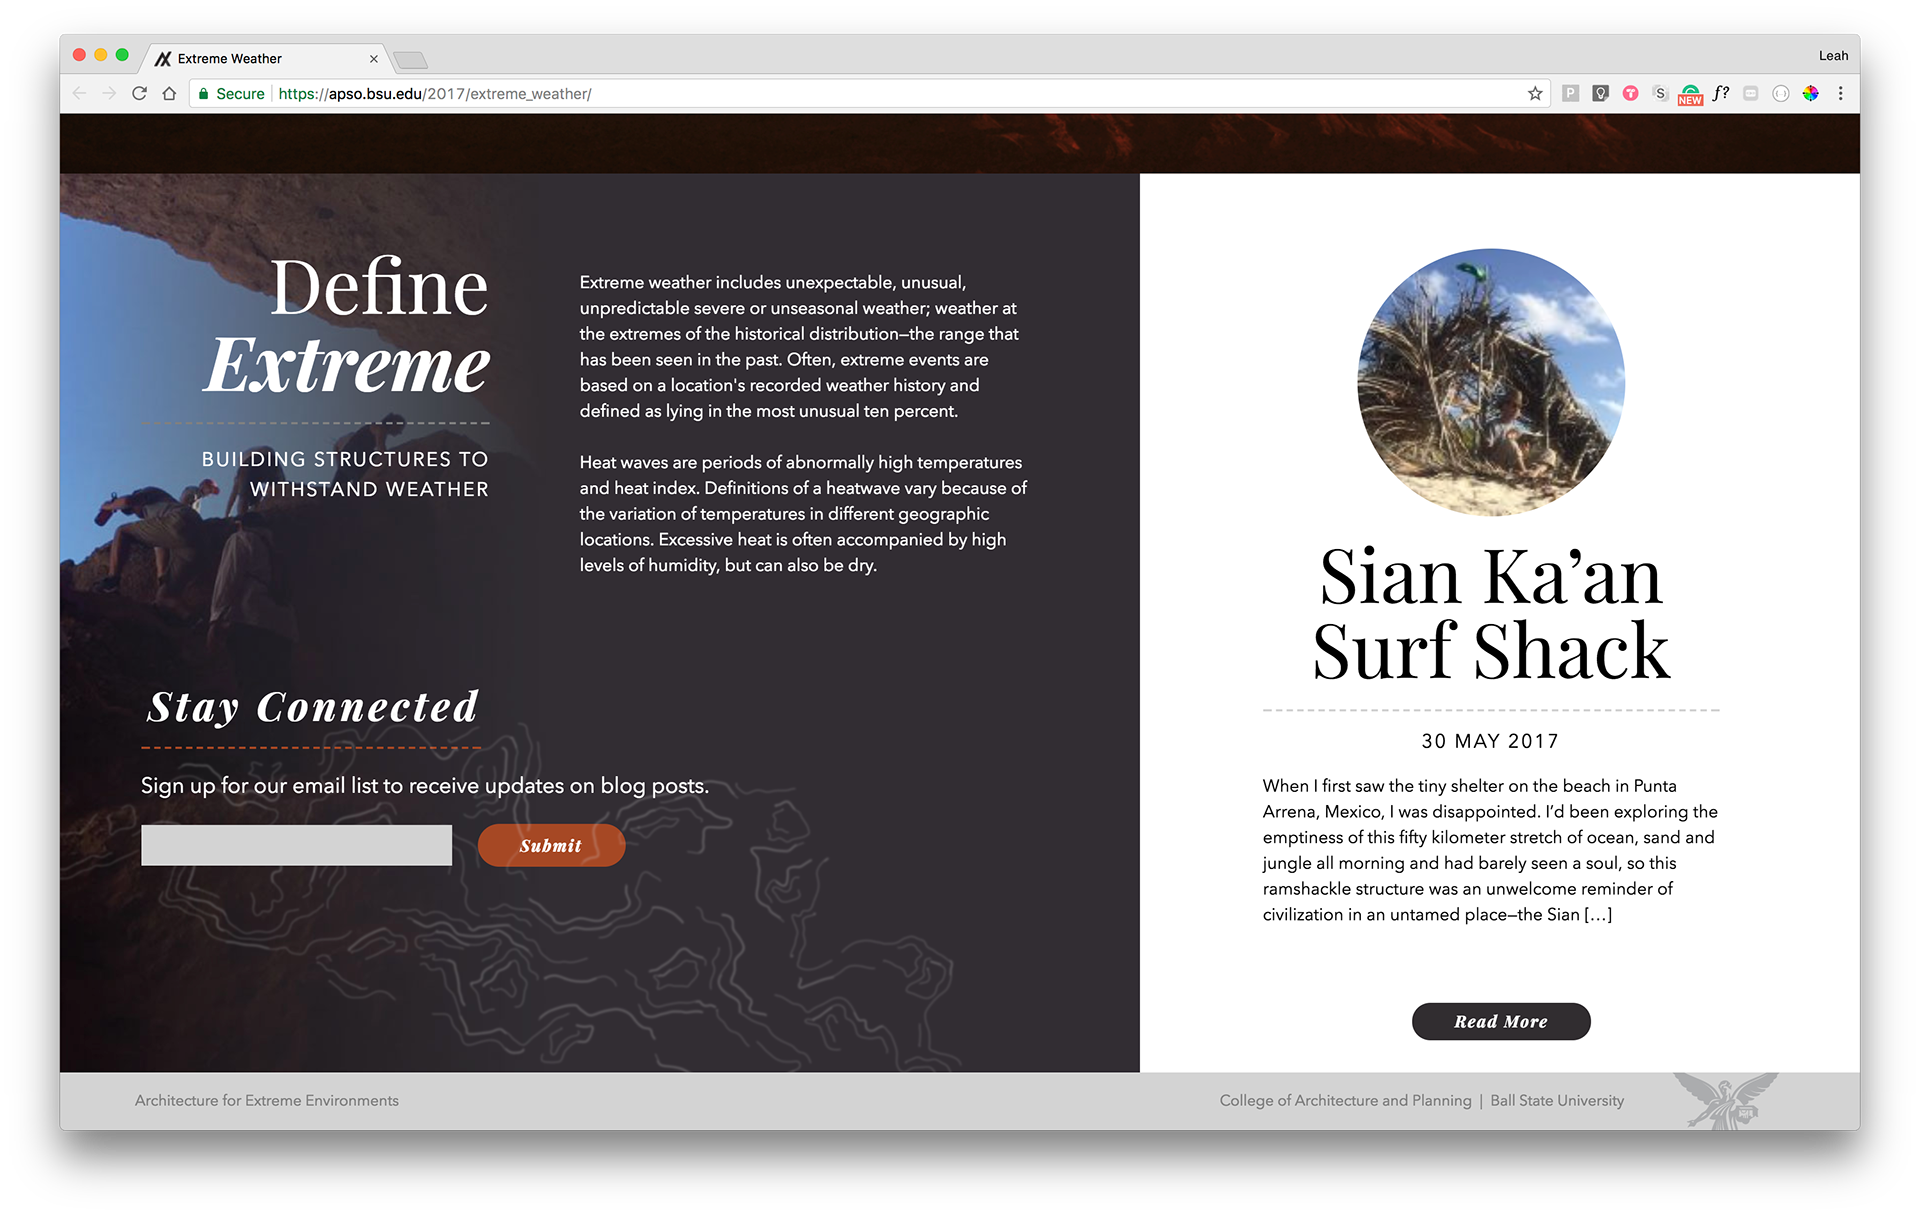 Extreme Weather
Leah
Secure
https://apso.bsu.edu/2017/extreme_weather/
P
T
S
NEW
f?
Define
Extreme
BUILDING STRUCTURES TO
WITHSTAND WEATHER
Extreme weather includes unexpectable, unusual,
unpredictable severe or unseasonal weather; weather at
the extremes of the historical distribution—the range that
has been seen in the past. Often, extreme events are
based on a location's recorded weather history and
defined as lying in the most unusual ten percent.
Heat waves are periods of abnormally high temperatures
and heat index. Definitions of a heatwave vary because of
the variation of temperatures in different geographic
locations. Excessive heat is often accompanied by high
levels of humidity, but can also be dry.
Stay Connected
Sign up for our email list to receive updates on blog posts.
Submit
Sian Ka’an
Surf Shack
30 MAY 2017
When I first saw the tiny shelter on the beach in Punta
Arrena, Mexico, I was disappointed. I’d been exploring the
emptiness of this fifty kilometer stretch of ocean, sand and
jungle all morning and had barely seen a soul, so this
ramshackle structure was an unwelcome reminder of
civilization in an untamed place—the Sian […]
Read More
Architecture for Extreme Environments
College of Architecture and Planning | Ball State University